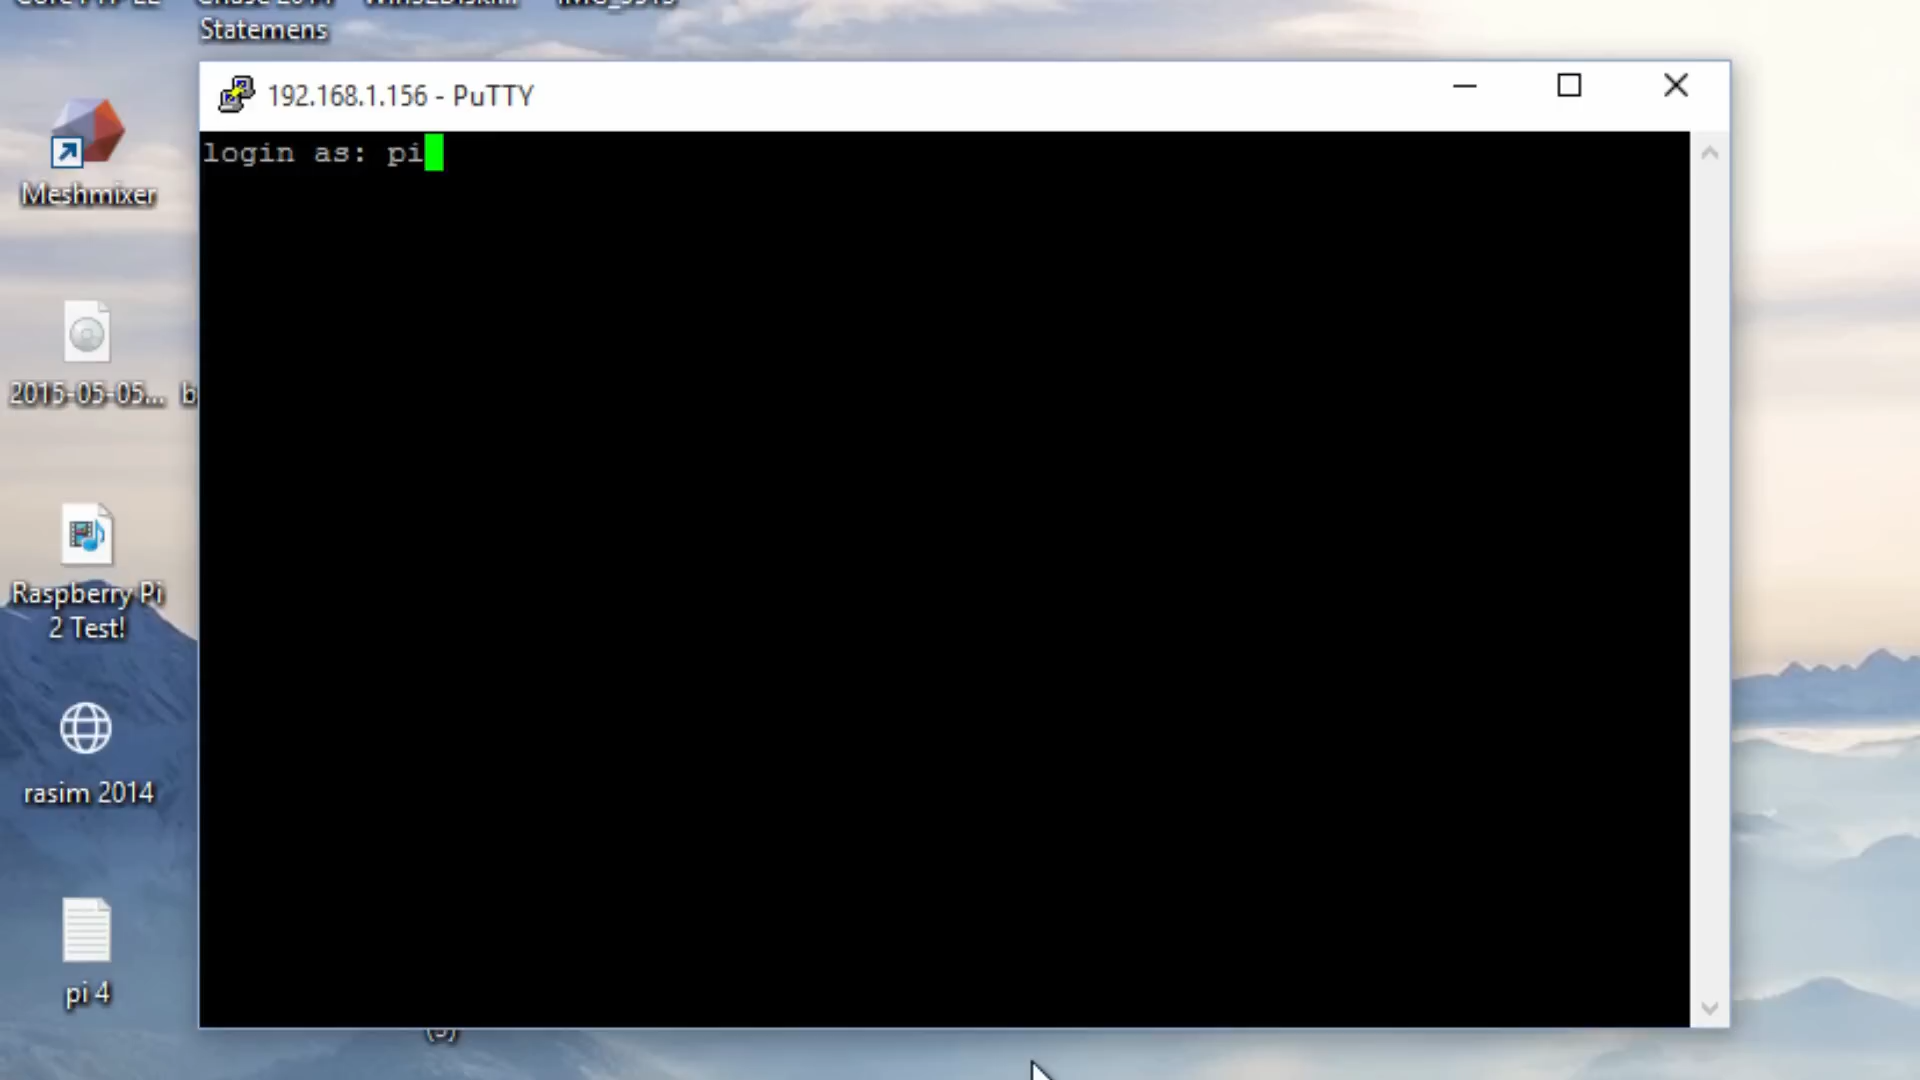 Statemens
192.168.1.156 - PuTTY
login as: pi
Meshmixer
2015-05-05...
b
Raspberry Pi
2 Test!
rasim 2014
pi 4